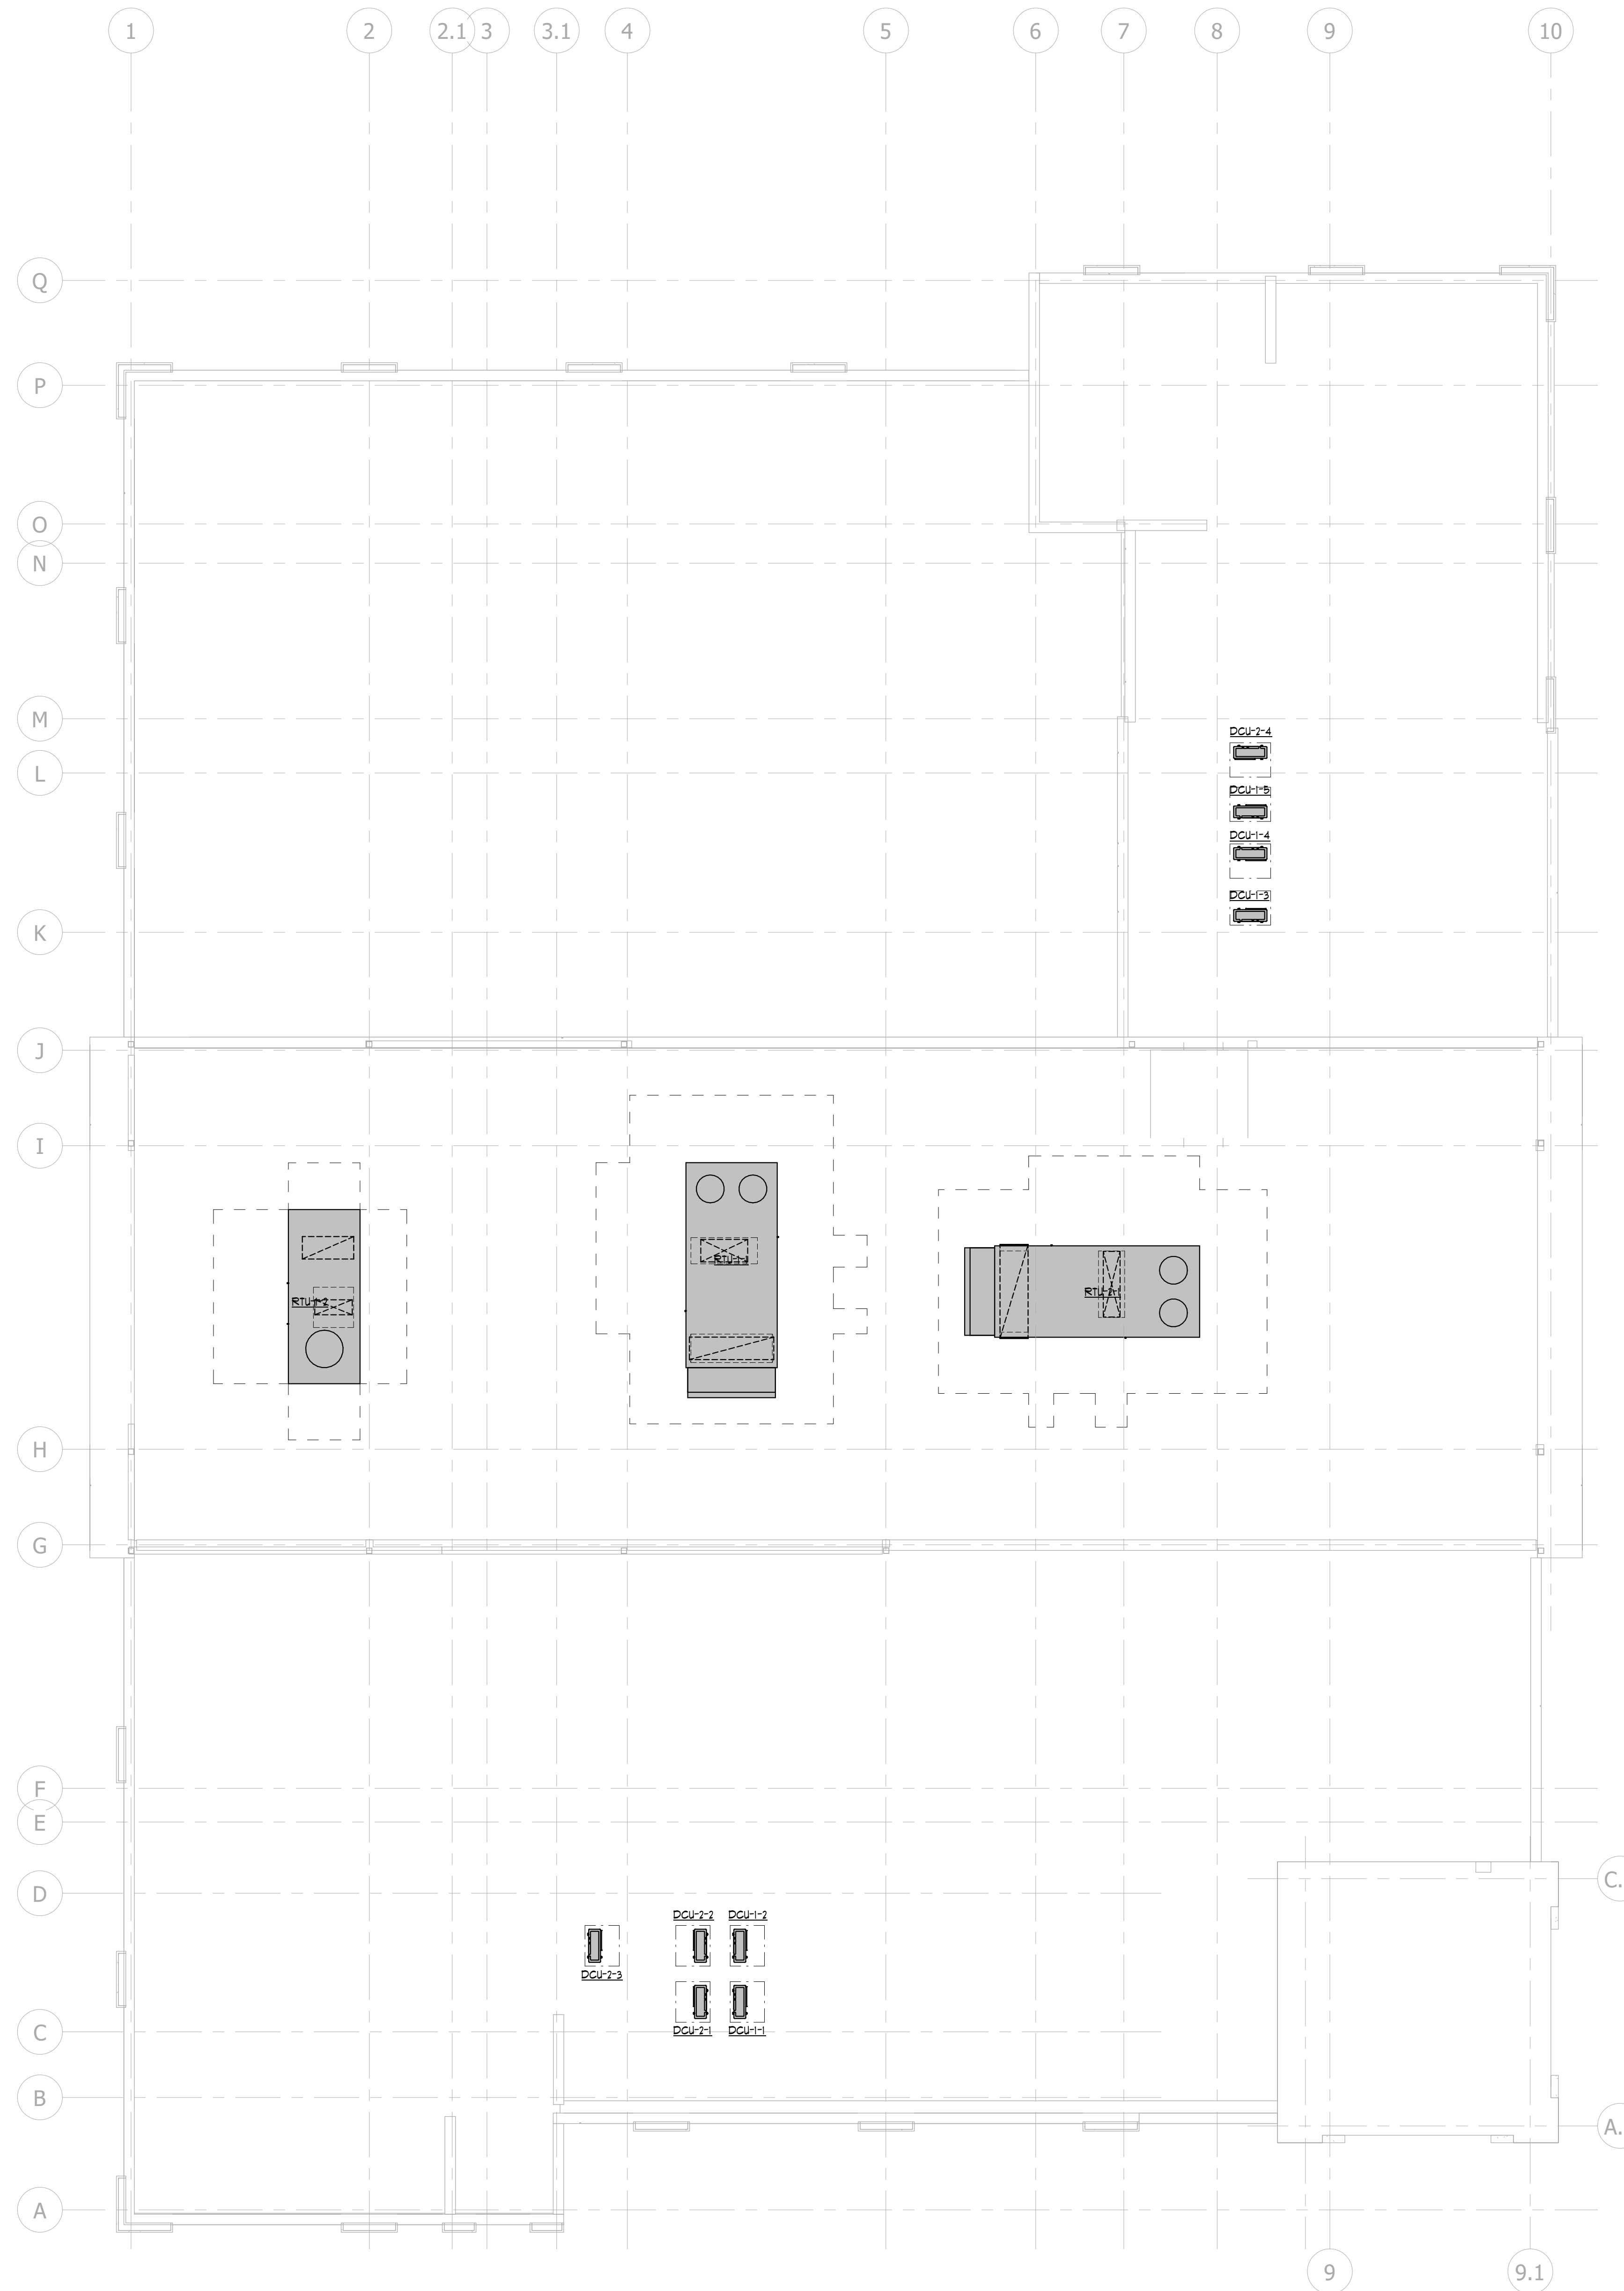 1 2 2.1 3 3.1 4 5 6 7 8 9 10
Q
P
O
N
M
DCU-2-4
L
DCU-1-5
DCU-1-4
DCU-1-3
K
J
I
RTU-2-1
RTU-1-2
H
G
F
E
C.
D
DCU-2-2 DCU-1-2
DCU-2-3
C
DCU-2-1 DCU-1-1
B
A.
A
9 9.1